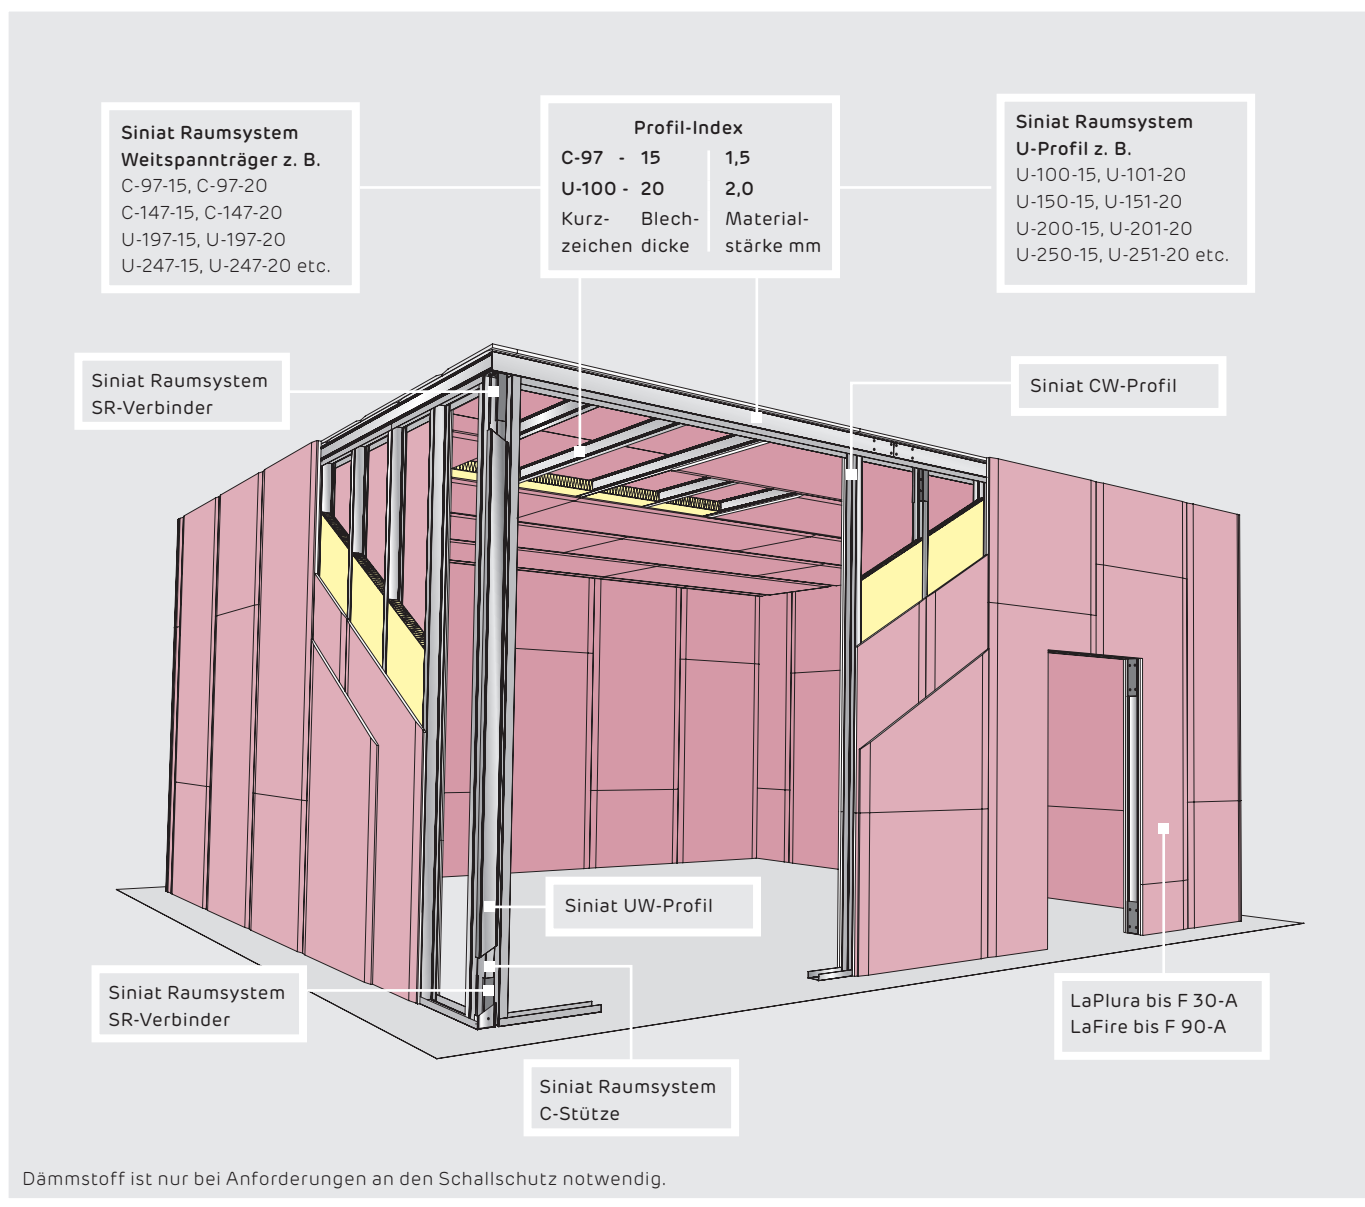 Siniat Raumsystem
Weitspannträger z. B.
C-97-15, C-97-20
C-147-15, C-147-20
U-197-15, U-197-20
U-247-15, U-247-20 etc.
Profil-Index
C-97 - 15 1,5
U-100 - 20 2,0
Kurz- Blech- Material-
zeichen dicke stärke mm
Siniat Raumsystem
U-Profil z. B.
U-100-15, U-101-20
U-150-15, U-151-20
U-200-15, U-201-20
U-250-15, U-251-20 etc.
Siniat Raumsystem
SR-Verbinder
Siniat CW-Profil
Siniat UW-Profil
Siniat Raumsystem
SR-Verbinder
LaPlura bis F 30-A
LaFire bis F 90-A
Siniat Raumsystem
C-Stütze
Dämmstoff ist nur bei Anforderungen an den Schallschutz notwendig.